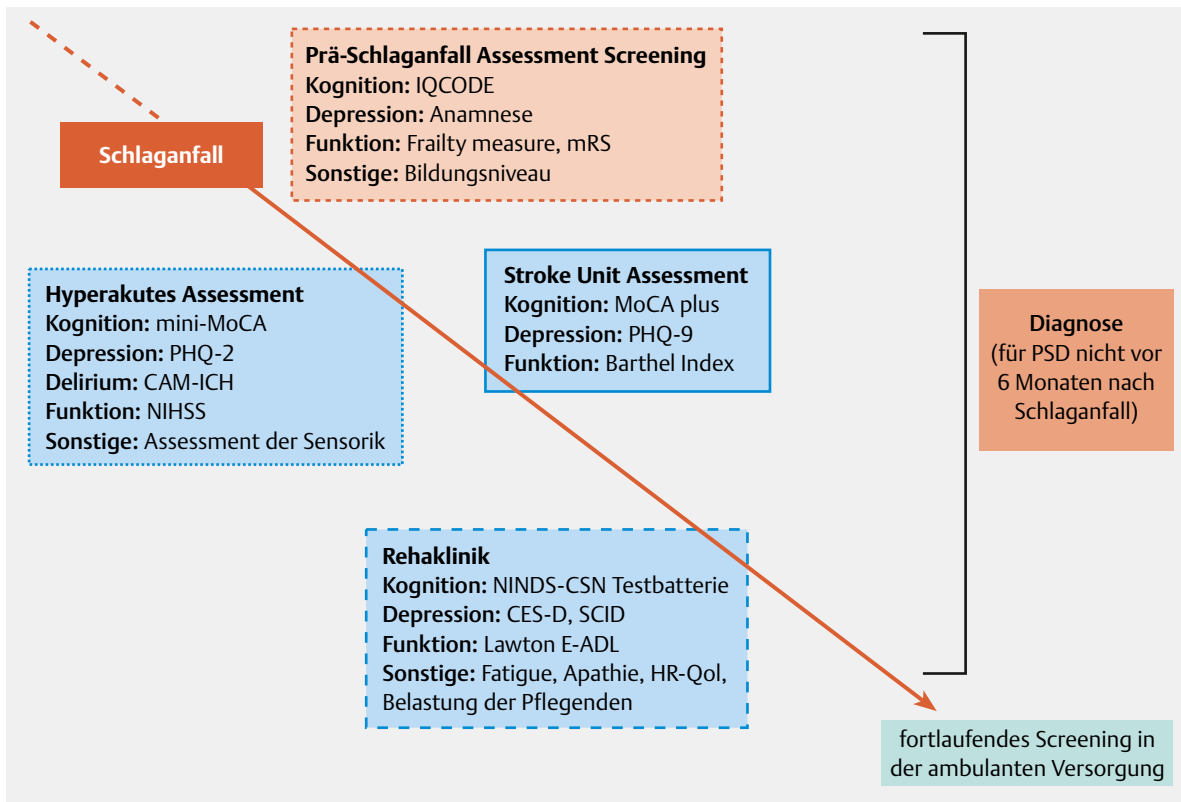 Prä-Schlaganfall Assessment Screening
Kognition: IQCODE
Depression: Anamnese
Funktion: Frailty measure, mRS
Sonstige: Bildungsniveau
Schlaganfall
Hyperakutes Assessment
Kognition: mini-MoCA
Depression: PHQ-2
Delirium: CAM-ICH
Funktion: NIHSS
Sonstige: Assessment der Sensorik
Stroke Unit Assessment
Kognition: MoCA plus
Depression: PHQ-9
Funktion: Barthel Index
Rehaklinik
Kognition: NINDS-CSN Testbatterie
Depression: CES-D, SCID
Funktion: Lawton E-ADL
Sonstige: Fatigue, Apathie, HR-Qol,
Belastung der Pflegenden
Diagnose
(für PSD nicht vor
6 Monaten nach
Schlaganfall)
fortlaufendes Screening in
der ambulanten Versorgung